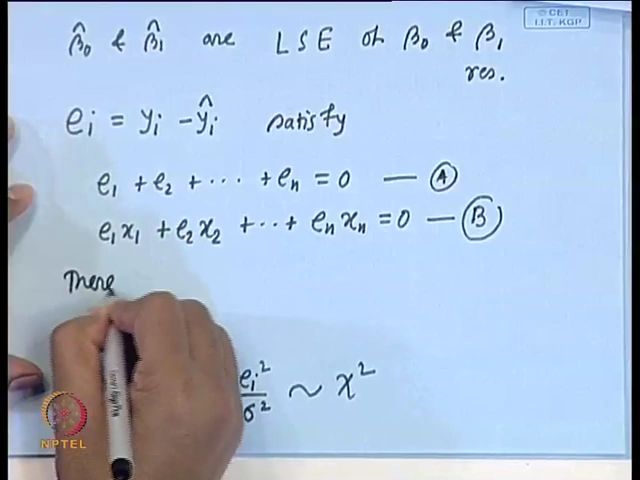 © CET
I.I.T. KGP
β̂₀ & β̂₁ are LSE of β₀ & β₁
res.
eᵢ = yᵢ - ŷᵢ satisfy
e₁ + e₂ + ··· + eₙ = 0 — Ⓐ
e₁x₁ + e₂x₂ + ··· + eₙxₙ = 0 — Ⓑ
There
eᵢ²/σ² ~ χ²
NPTEL